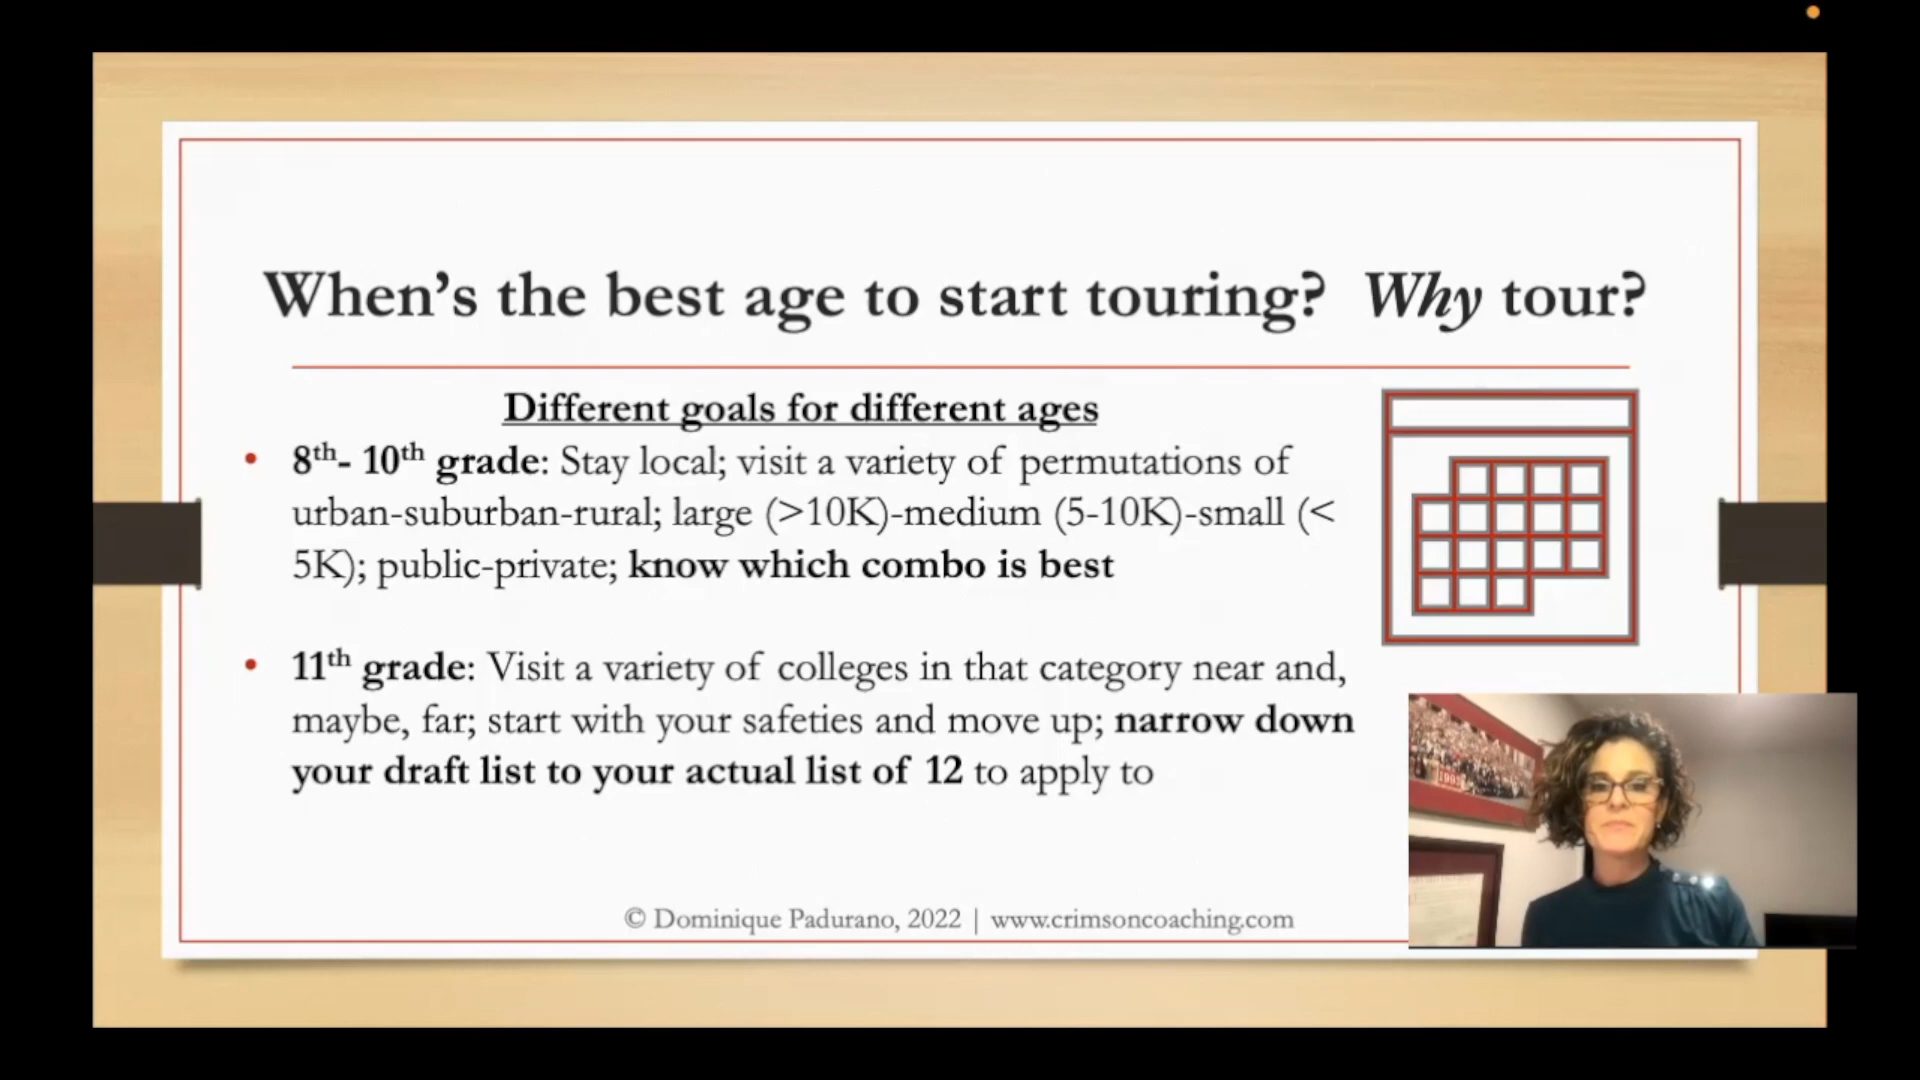 When's the best age to start touring? Why tour?
Different goals for different ages
• 8th- 10th grade: Stay local; visit a variety of permutations of
urban-suburban-rural; large (>10K)-medium (5-10K)-small (<
5K); public-private; know which combo is best
• 11th grade: Visit a variety of colleges in that category near and,
maybe, far; start with your safeties and move up; narrow down
your draft list to your actual list of 12 to apply to
© Dominique Padurano, 2022 | www.crimsoncoaching.com